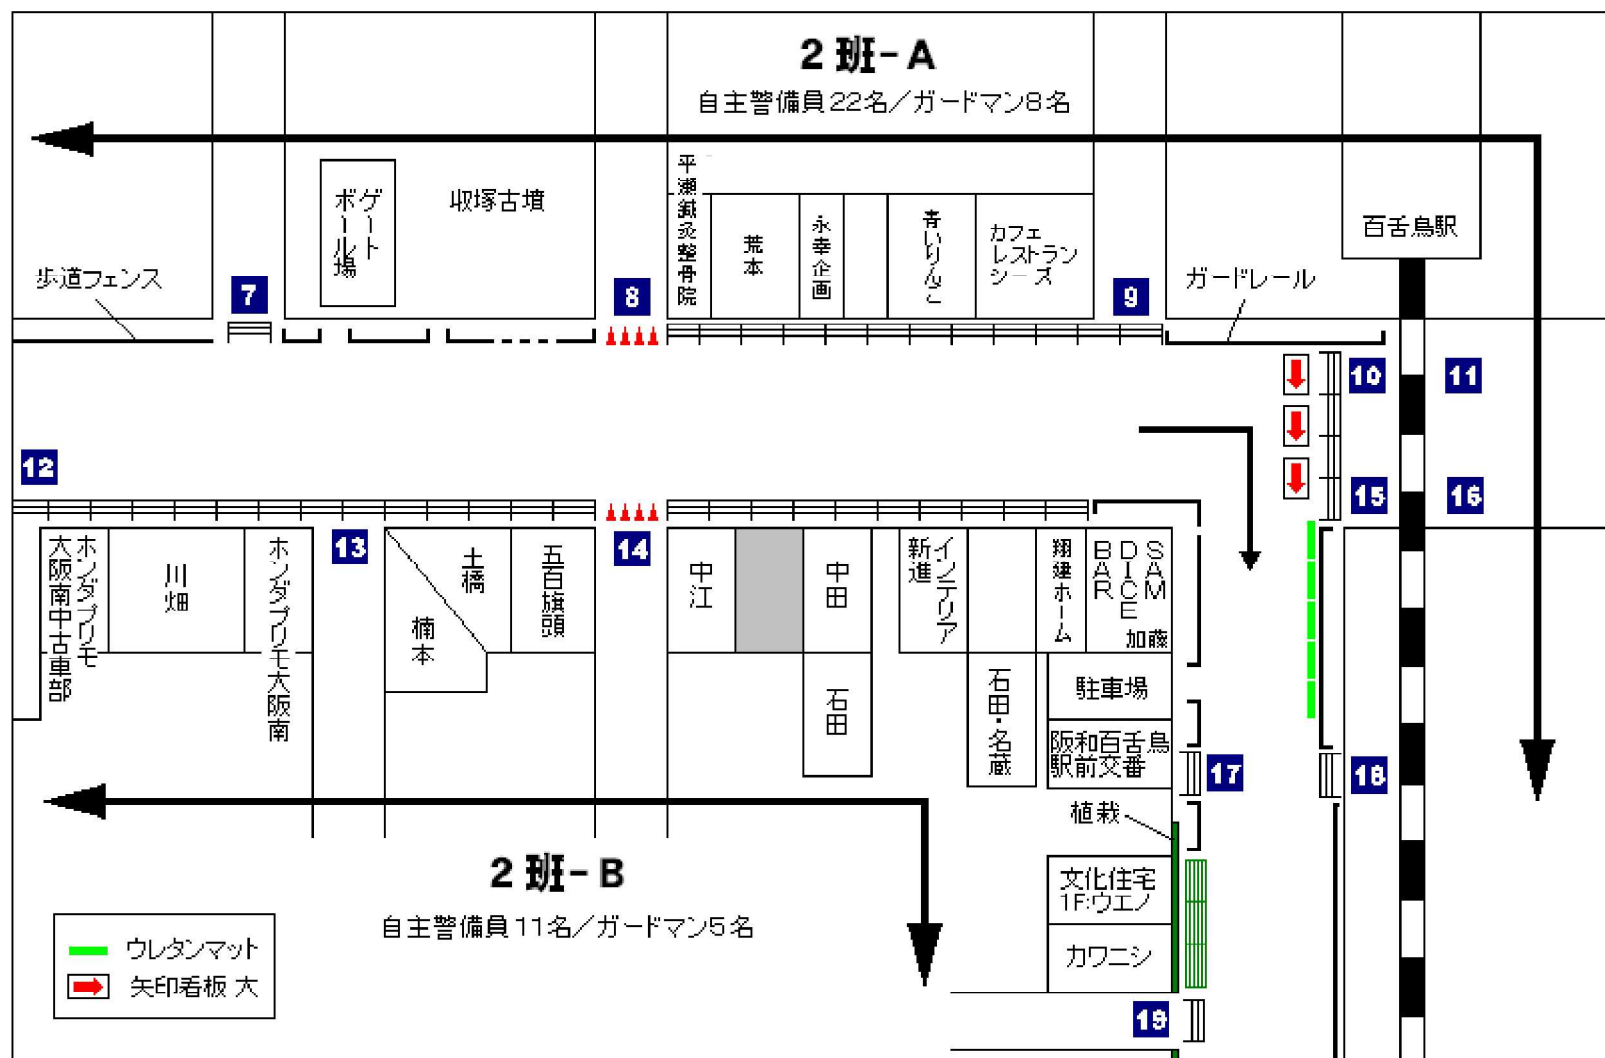 2班-A
自主警備員22名／ガードマン8名
平瀬鍼灸整骨院
ゲート
ボール場
収塚古墳
荒本
永幸企画
青いりんご
カフェ
レストラン
シーズ
百舌鳥駅
歩道フェンス
ガードレール
7
8
9
10
11
12
15
16
13
14
ホンダプリモ
大阪南中古車部
川畑
ホンダプリモ大阪南
土橋
楠本
五百旗頭
中江
中田
石田
インテリア
新進
石田・名蔵
翔建ホーム
SAM
DICE
BAR
加藤
駐車場
阪和百舌鳥
駅前交番
17
18
植栽
文化住宅
1F:ウエノ
カワニシ
19
2班-B
自主警備員11名／ガードマン5名
ウレタンマット
矢印看板 大